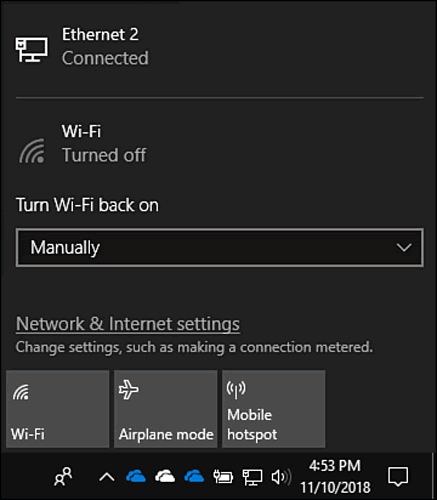 Ethernet 2
Connected
Wi-Fi
Turned off
Turn Wi-Fi back on
Manually
Network & Internet settings
Change settings, such as making a connection metered.
Wi-Fi
Airplane mode
Mobile
hotspot
4:53 PM
11/10/2018